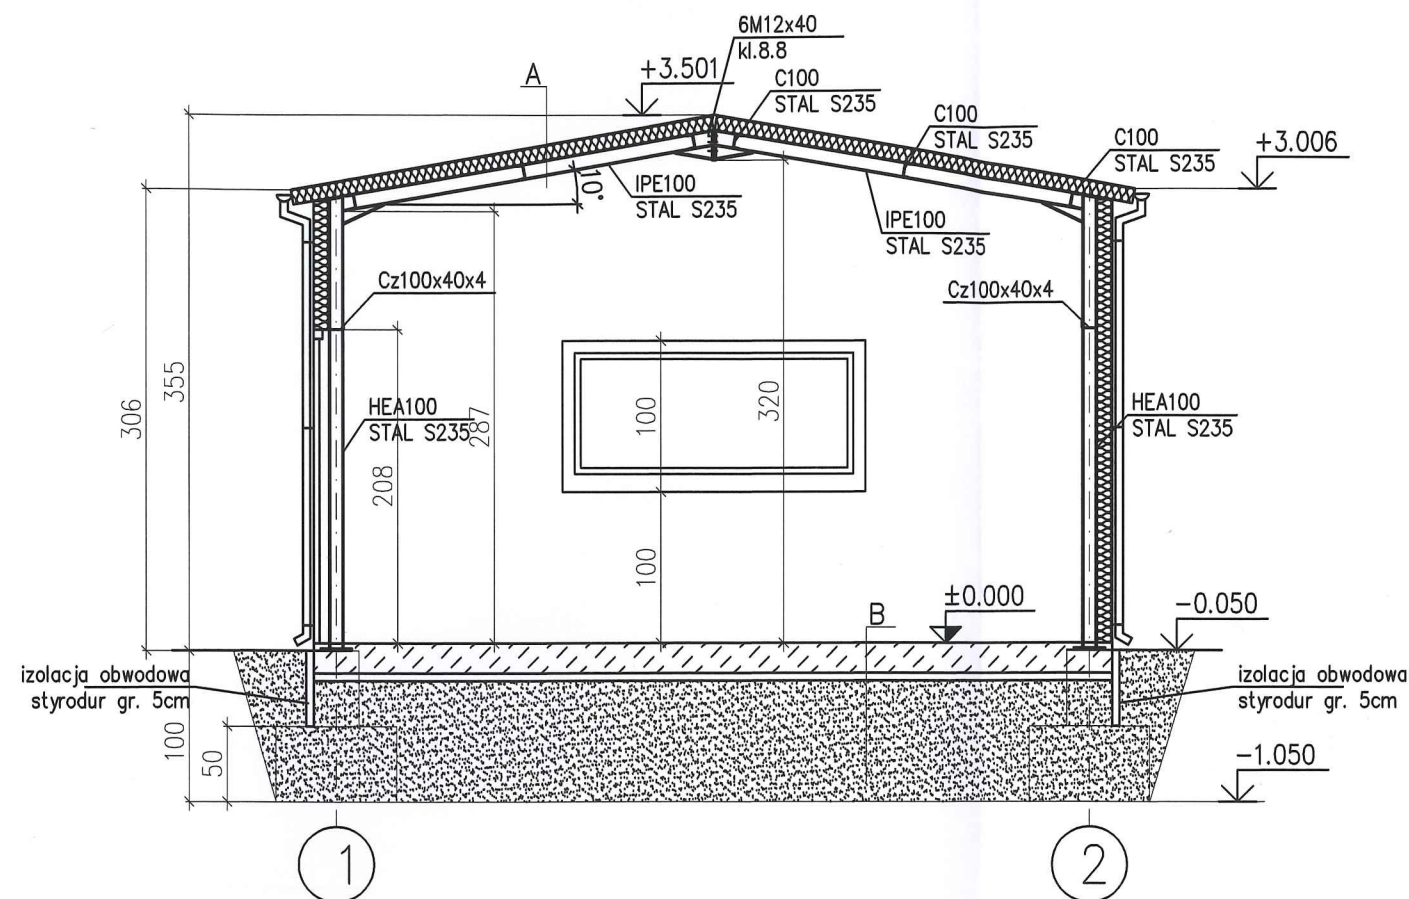 6M12x40
kl.8.8
+3.501
A
C100
STAL S235
C100
STAL S235
C100
STAL S235
+3.006
10°
IPE100
STAL S235
IPE100
STAL S235
Cz100x40x4
Cz100x40x4
306
355
HEA100
STAL S235
287
208
100
320
HEA100
STAL S235
100
±0.000
B
-0.050
izolacja obwodowa
styrodur gr. 5cm
izolacja obwodowa
styrodur gr. 5cm
100
50
-1.050
1
2